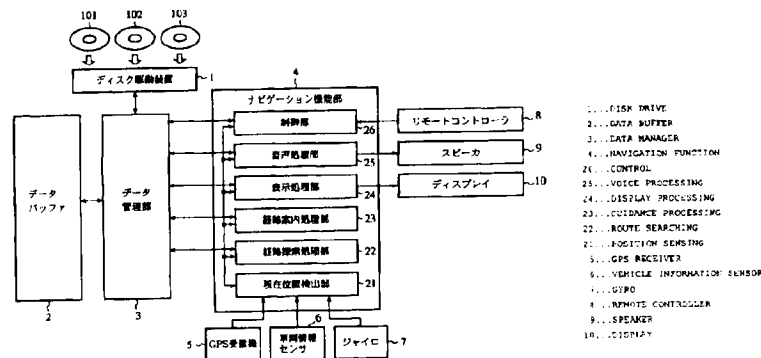 101 102 103
ディスク駆動装置 1
4
ナビゲーション機能部
制御部 26
リモートコントローラ 8
音声処理部 25
スピーカ 9
表示処理部 24
ディスプレイ 10
経路案内処理部 23
経路探索処理部 22
現在位置検出部 21
データ
バッファ
データ
管理部
2 3
5 GPS受信機
6
車両情報
センサ
ジャイロ 7
1...DISK DRIVE
2...DATA BUFFER
3...DATA MANAGER
4...NAVIGATION FUNCTION
26...CONTROL
25...VOICE PROCESSING
24...DISPLAY PROCESSING
23...GUIDANCE PROCESSING
22...ROUTE SEARCHING
21...POSITION SENSING
5...GPS RECEIVER
6...VEHICLE INFORMATION SENSOR
7...GYRO
8...REMOTE CONTROLLER
9...SPEAKER
10...DISPLAY